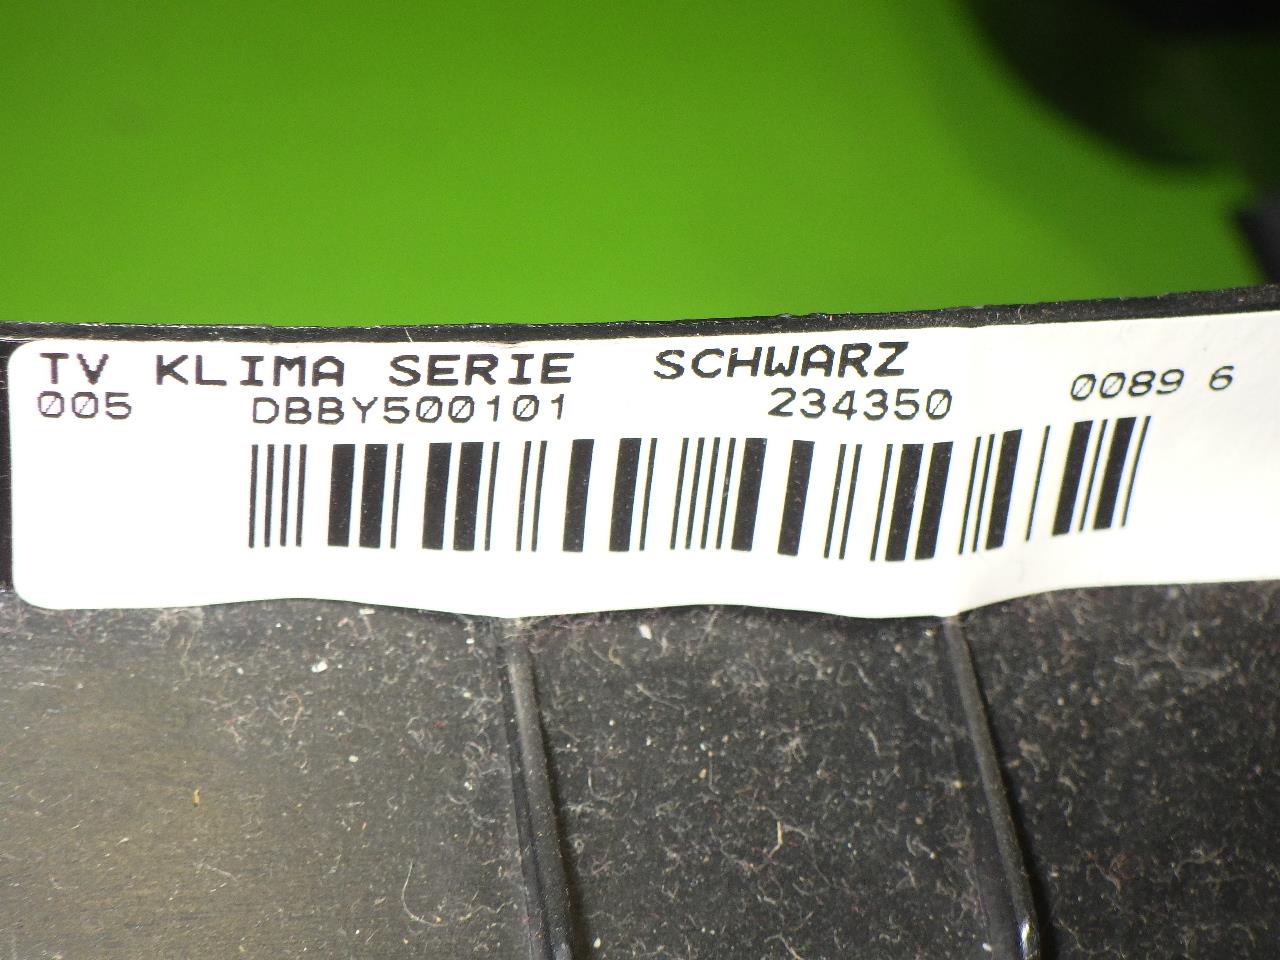 TV KLIMA SERIE SCHWARZ
005 DBBY500101 234350 0089 6